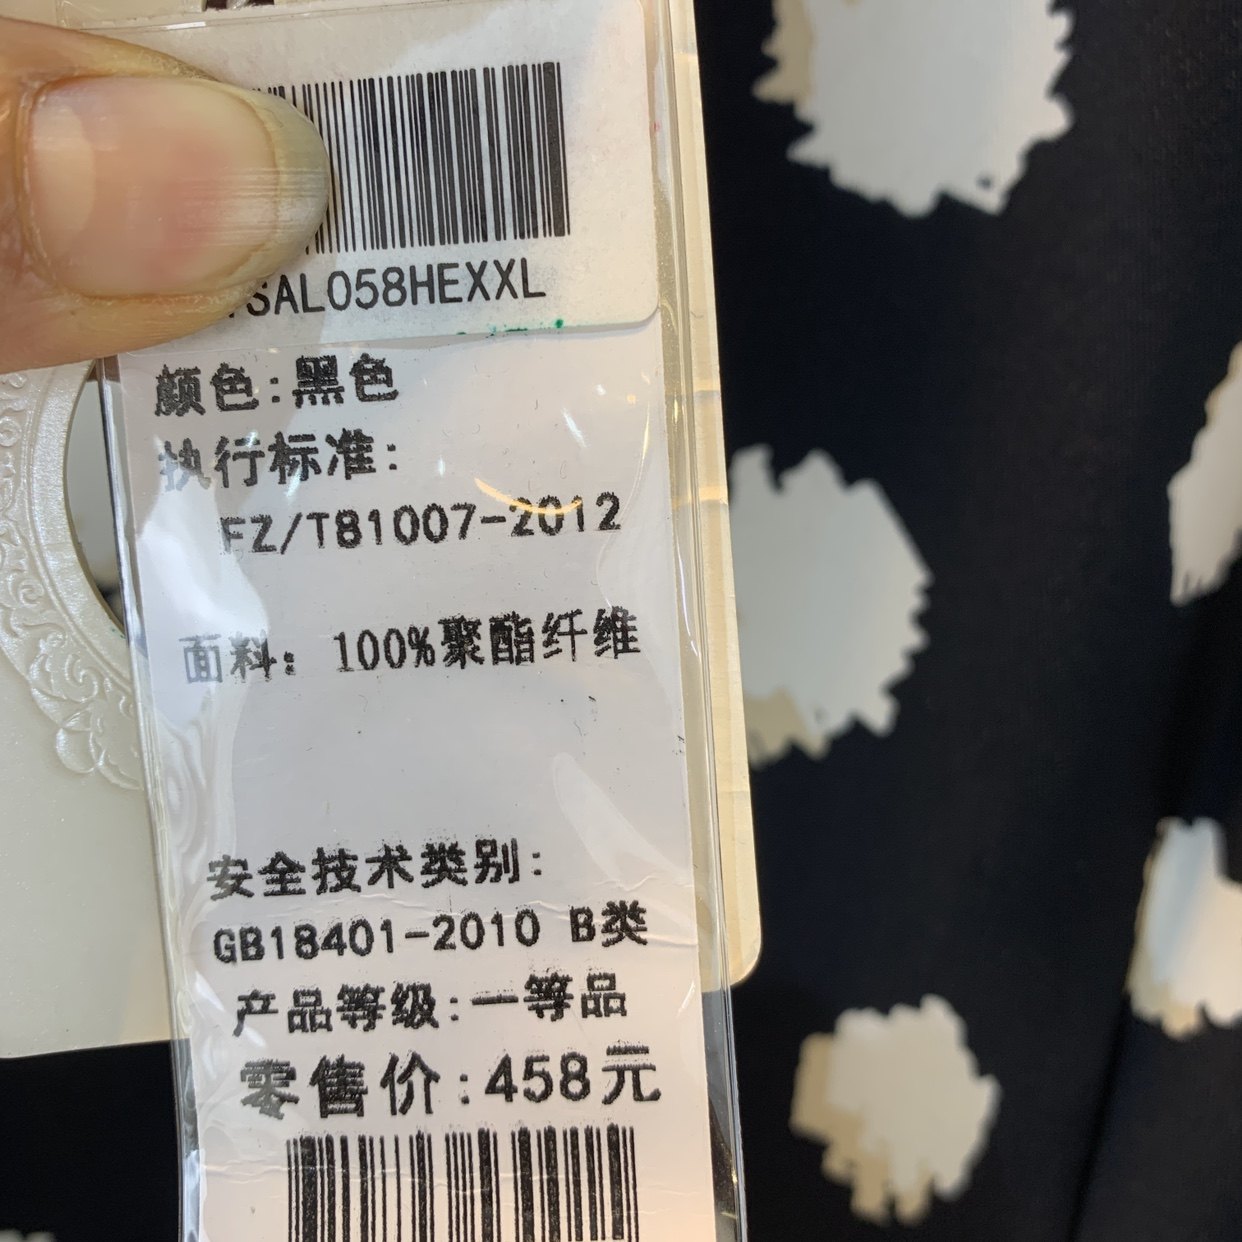 SAL058HEXXL
颜色:黑色
执行标准:
FZ/T81007-2012
面料: 100%聚酯纤维
安全技术类别:
GB18401-2010 B类
产品等级:一等品
零售价:458元